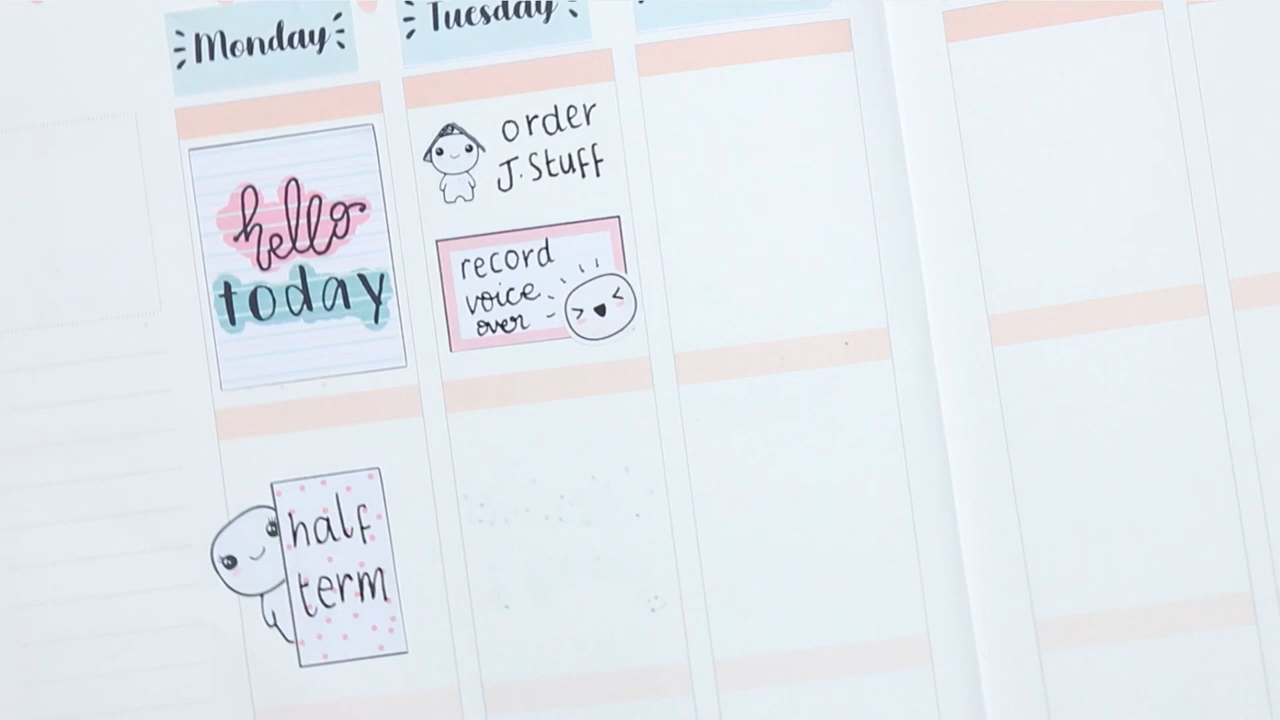 Monday
Tuesday
hello
today
order
J.Stuff
record
voice
over
half
term